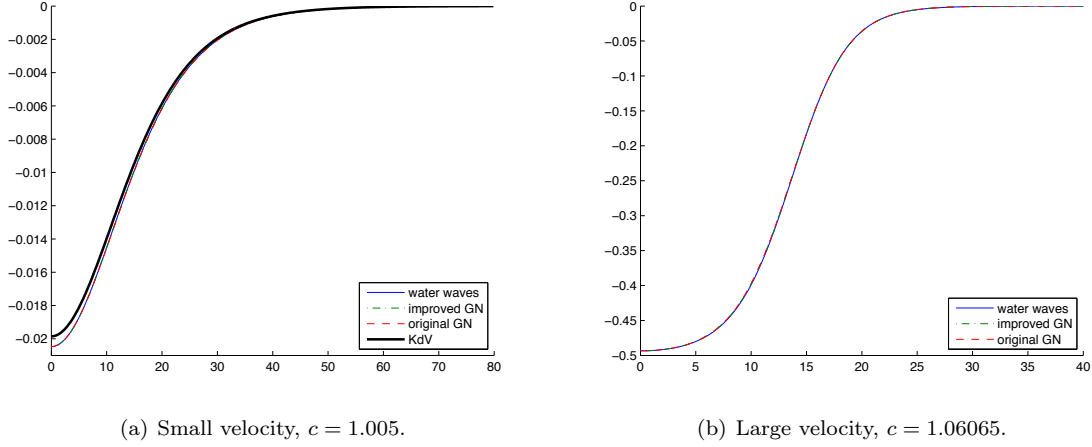 0
−0.002
−0.004
−0.006
−0.008
−0.01
−0.012
−0.014
−0.016
−0.018
−0.02
0 10 20 30 40 50 60 70 80
water waves
improved GN
original GN
KdV
(a) Small velocity, c = 1.005.
0
−0.05
−0.1
−0.15
−0.2
−0.25
−0.3
−0.35
−0.4
−0.45
−0.5
0 5 10 15 20 25 30 35 40
water waves
improved GN
original GN
(b) Large velocity, c = 1.06065.